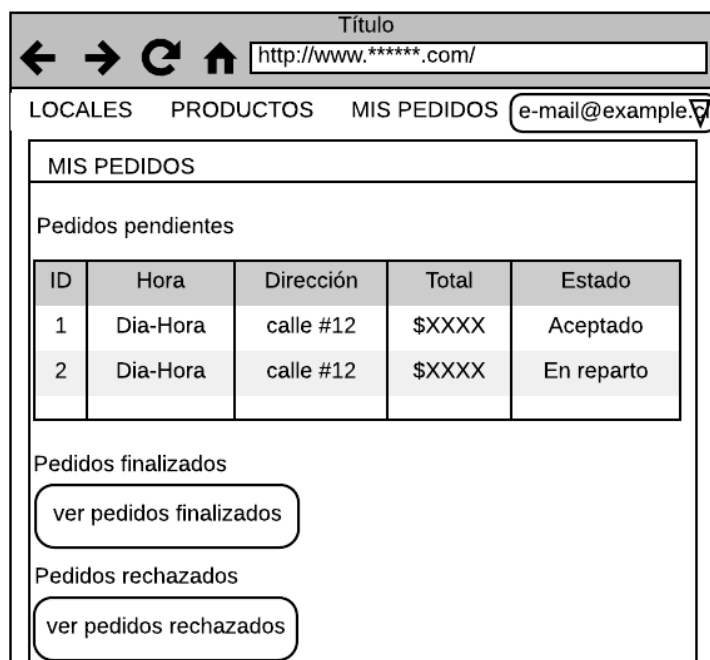 Título
http://www.******.com/
LOCALES PRODUCTOS MIS PEDIDOS e-mail@example.cl
MIS PEDIDOS
Pedidos pendientes
ID Hora Dirección Total Estado
1 Dia-Hora calle #12 $XXXX Aceptado
2 Dia-Hora calle #12 $XXXX En reparto
Pedidos finalizados
ver pedidos finalizados
Pedidos rechazados
ver pedidos rechazados